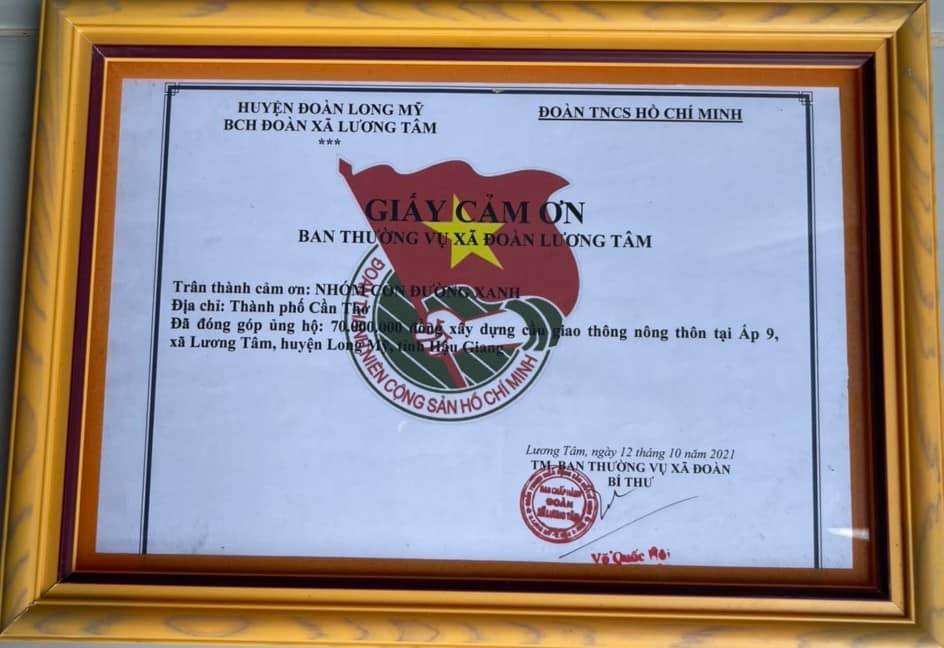 HUYỆN ĐOÀN LONG MỸ
BCH ĐOÀN XÃ LƯƠNG TÂM
***
ĐOÀN TNCS HỒ CHÍ MINH
GIẤY CẢM ƠN
BAN THƯỜNG VỤ XÃ ĐOÀN LƯƠNG TÂM
Trân thành cảm ơn: NHÓM CON ĐƯỜNG XANH
Địa chỉ: Thành phố Cần Thơ
Đã đóng góp ủng hộ: 70.000.000 đồng xây dựng cầu giao thông nông thôn tại Ấp 9,
xã Lương Tâm, huyện Long Mỹ, tỉnh Hậu Giang
ĐOÀN THANH NIÊN CỘNG SẢN HỒ CHÍ MINH
Lương Tâm, ngày 12 tháng 10 năm 2021
TM. BAN THƯỜNG VỤ XÃ ĐOÀN
BÍ THƯ
BAN CHẤP HÀNH
ĐOÀN
XÃ LƯƠNG TÂM
Võ Quốc